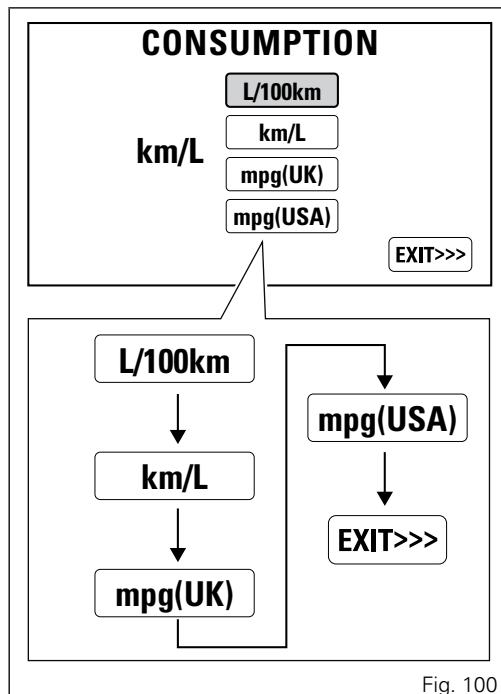 CONSUMPTION
km/L
L/100km
km/L
mpg(UK)
mpg(USA)
EXIT>>>
L/100km
km/L
mpg(UK)
mpg(USA)
EXIT>>>
Fig. 100